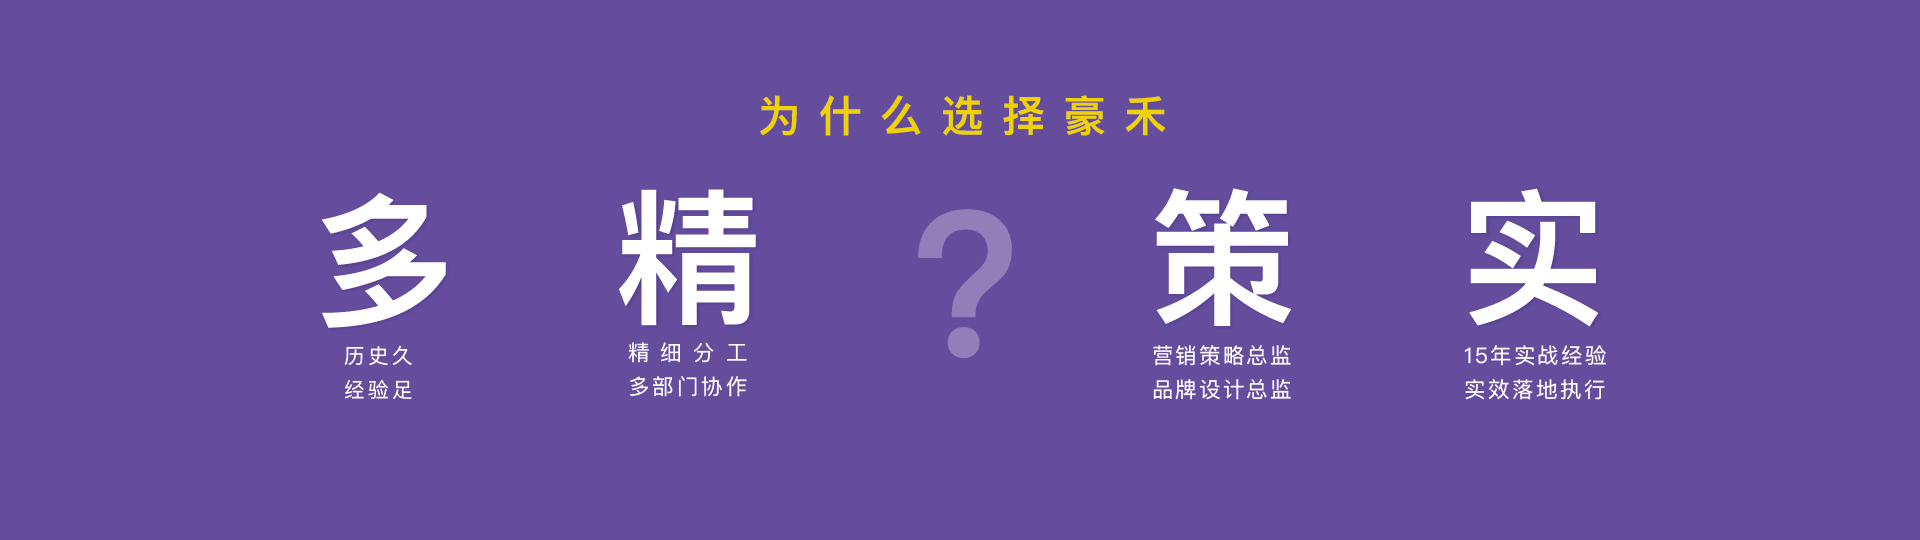 为什么选择豪禾
多
历史久
经验足
精
精细分工
多部门协作
?
策
营销策略总监
品牌设计总监
实
15年实战经验
实效落地执行